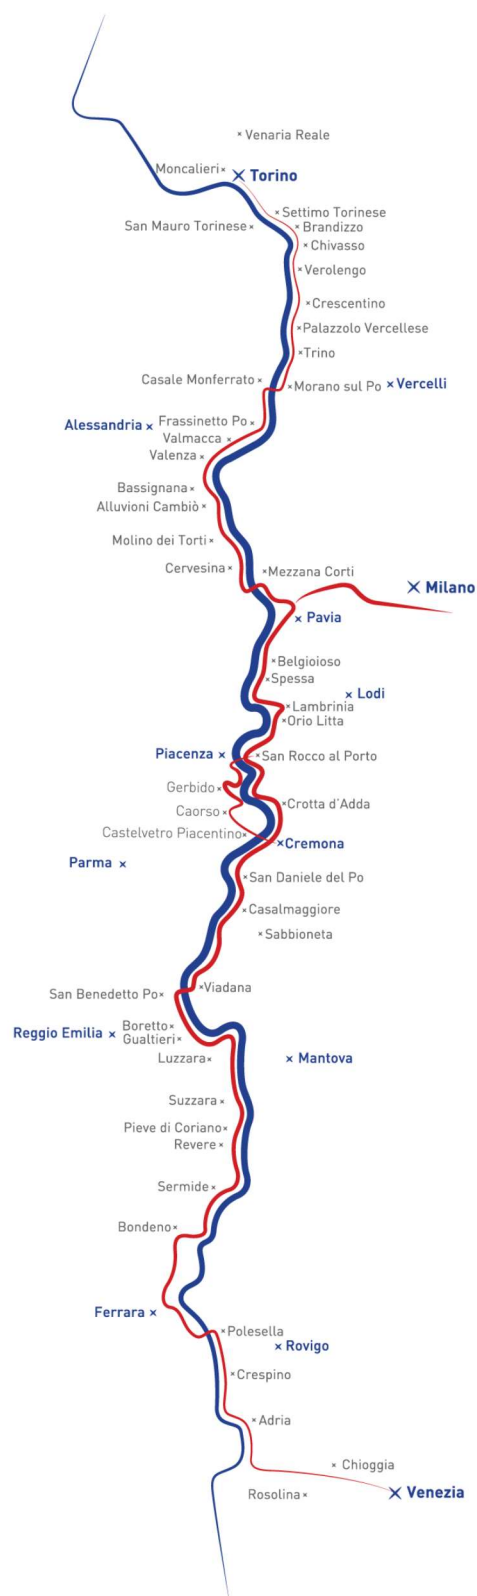 Venaria Reale
Moncalieri
Torino
Settimo Torinese
San Mauro Torinese
Brandizzo
Chivasso
Verolengo
Crescentino
Palazzolo Vercellese
Trino
Casale Monferrato
Morano sul Po
Vercelli
Alessandria
Frassinetto Po
Valmacca
Valenza
Bassignana
Alluvioni Cambiò
Molino dei Torti
Cervesina
Mezzana Corti
Milano
Pavia
Belgioioso
Spessa
Lodi
Lambrinia
Orio Litta
Piacenza
San Rocco al Porto
Gerbido
Crotta d'Adda
Caorso
Castelvetro Piacentino
Cremona
Parma
San Daniele del Po
Casalmaggiore
Sabbioneta
Viadana
San Benedetto Po
Boretto
Reggio Emilia
Gualtieri
Luzzara
Mantova
Suzzara
Pieve di Coriano
Revere
Sermide
Bondeno
Ferrara
Polesella
Rovigo
Crespino
Adria
Chioggia
Rosolina
Venezia